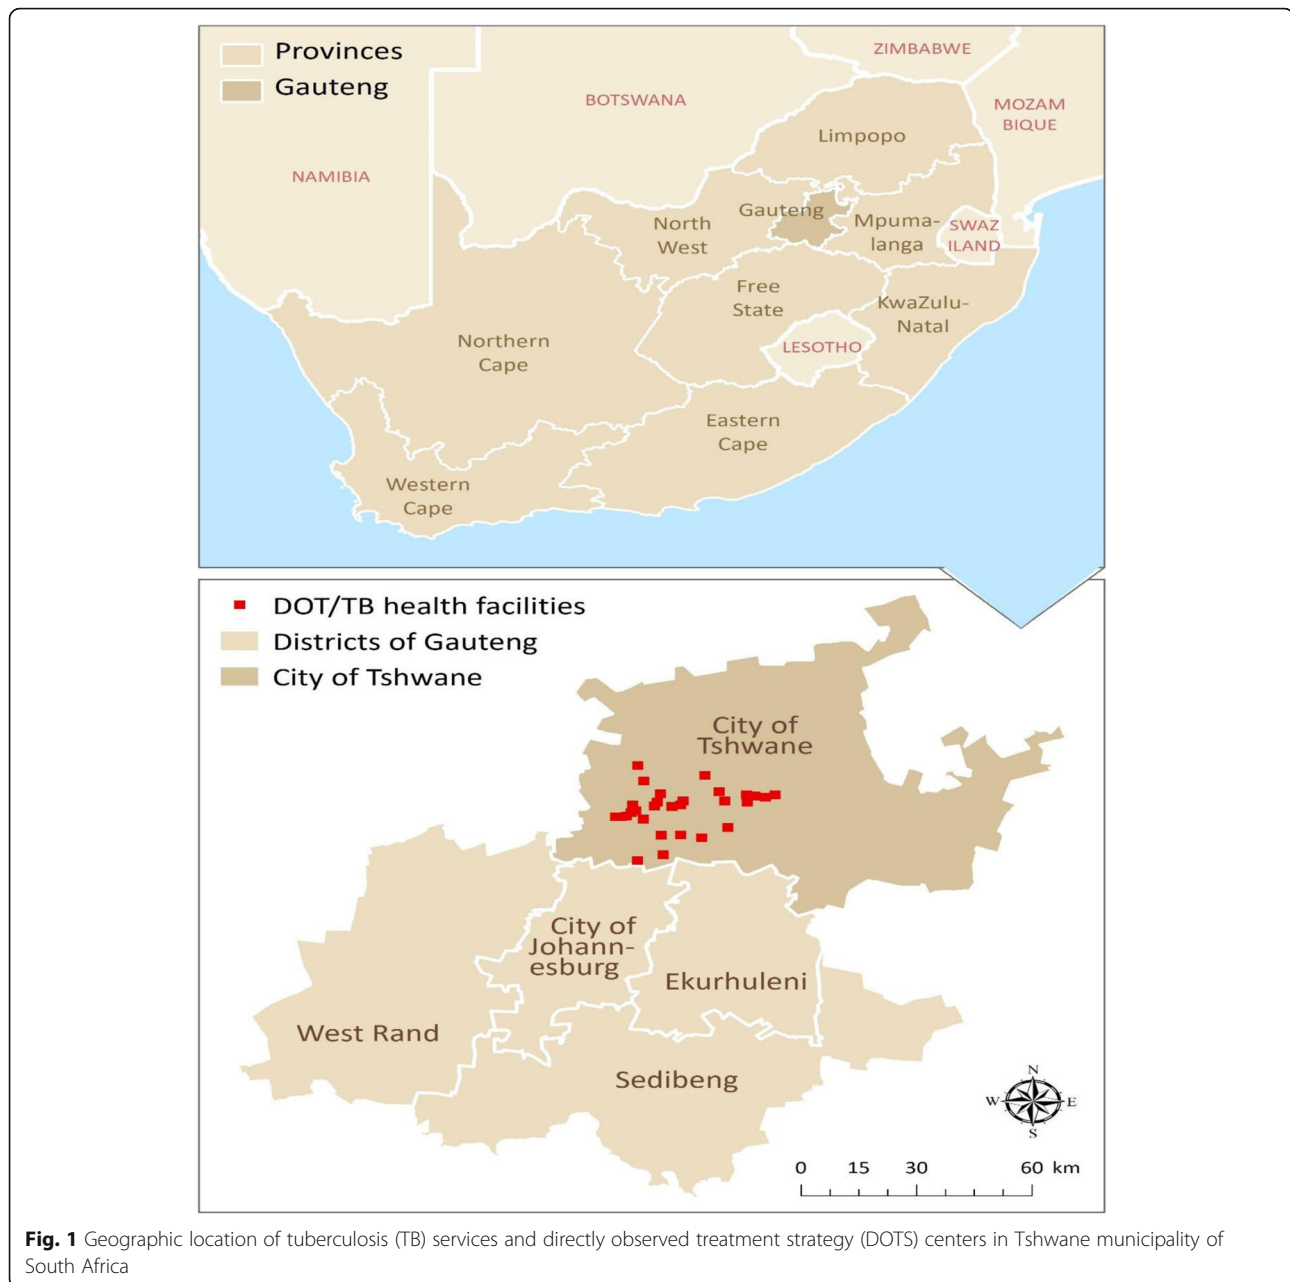 Provinces
Gauteng
ZIMBABWE
BOTSWANA
MOZAM
BIQUE
Limpopo
NAMIBIA
Gauteng
North
West
Mpuma-
langa
SWAZ
ILAND
Free
State
KwaZulu-
Natal
Northern
Cape
LESOTHO
Eastern
Cape
Western
Cape
DOT/TB health facilities
Districts of Gauteng
City of Tshwane
City of
Tshwane
City of
Johann-
esburg
Ekurhuleni
West Rand
Sedibeng
N
W E
S
0 15 30 60 km
Fig. 1 Geographic location of tuberculosis (TB) services and directly observed treatment strategy (DOTS) centers in Tshwane municipality of
South Africa